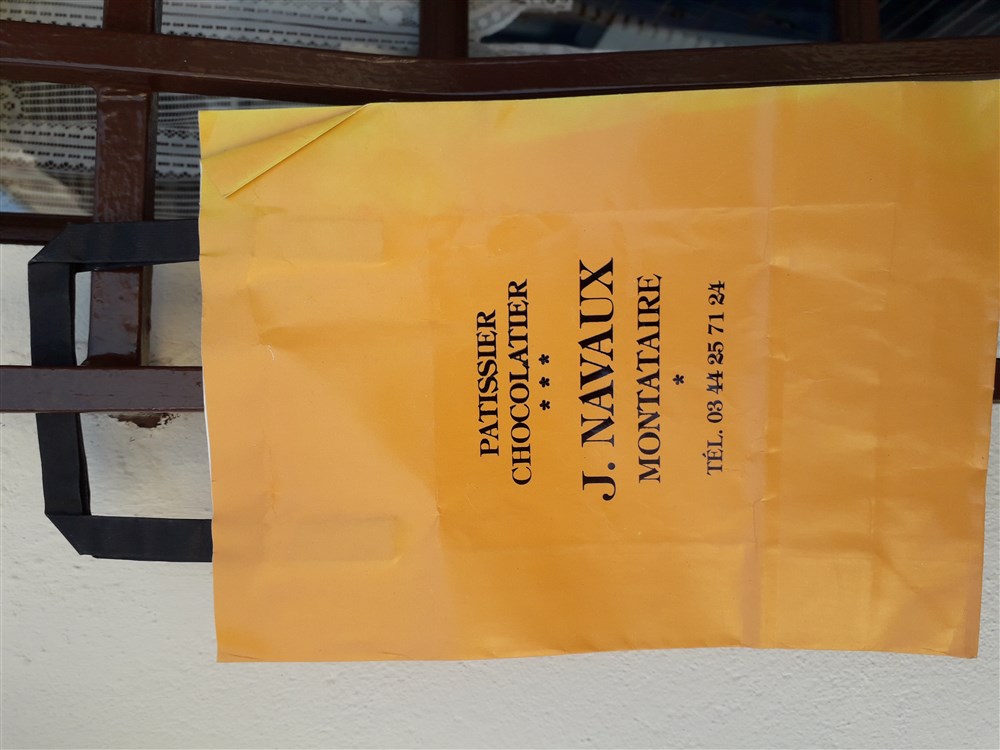 PATISSIER
CHOCOLATIER
* * *
J. NAVAUX
MONTATAIRE
*
TÉL. 03 44 25 71 24